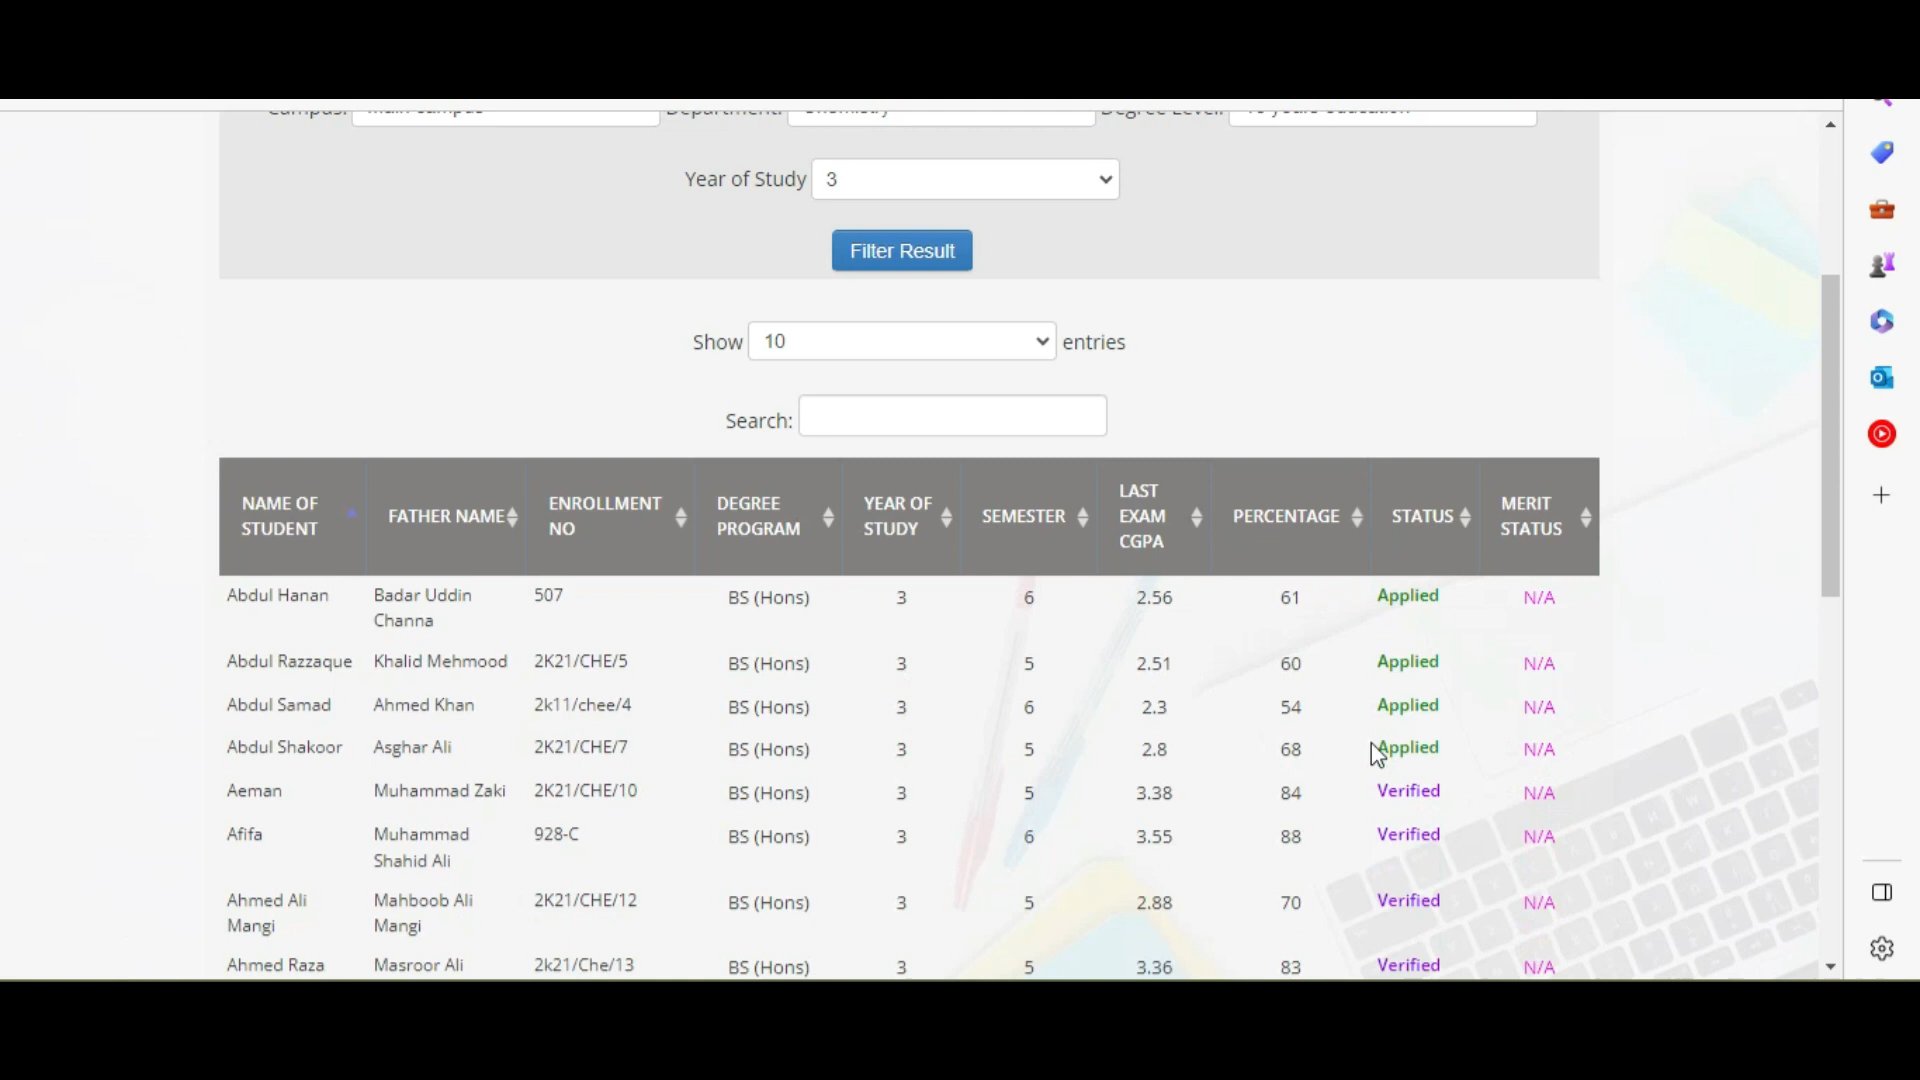 Campus: Main Campus Department: Chemistry Degree Level:
Year of Study 3
Filter Result
Show 10 entries
Search:
NAME OF STUDENT FATHER NAME ENROLLMENT NO DEGREE PROGRAM YEAR OF STUDY SEMESTER LAST EXAM CGPA PERCENTAGE STATUS MERIT STATUS
Abdul Hanan Badar Uddin Channa 507 BS (Hons) 3 6 2.56 61 Applied N/A
Abdul Razzaque Khalid Mehmood 2K21/CHE/5 BS (Hons) 3 5 2.51 60 Applied N/A
Abdul Samad Ahmed Khan 2k11/chee/4 BS (Hons) 3 6 2.3 54 Applied N/A
Abdul Shakoor Asghar Ali 2K21/CHE/7 BS (Hons) 3 5 2.8 68 Applied N/A
Aeman Muhammad Zaki 2K21/CHE/10 BS (Hons) 3 5 3.38 84 Verified N/A
Afifa Muhammad Shahid Ali 928-C BS (Hons) 3 6 3.55 88 Verified N/A
Ahmed Ali Mangi Mahboob Ali Mangi 2K21/CHE/12 BS (Hons) 3 5 2.88 70 Verified N/A
Ahmed Raza Masroor Ali 2k21/Che/13 BS (Hons) 3 5 3.36 83 Verified N/A